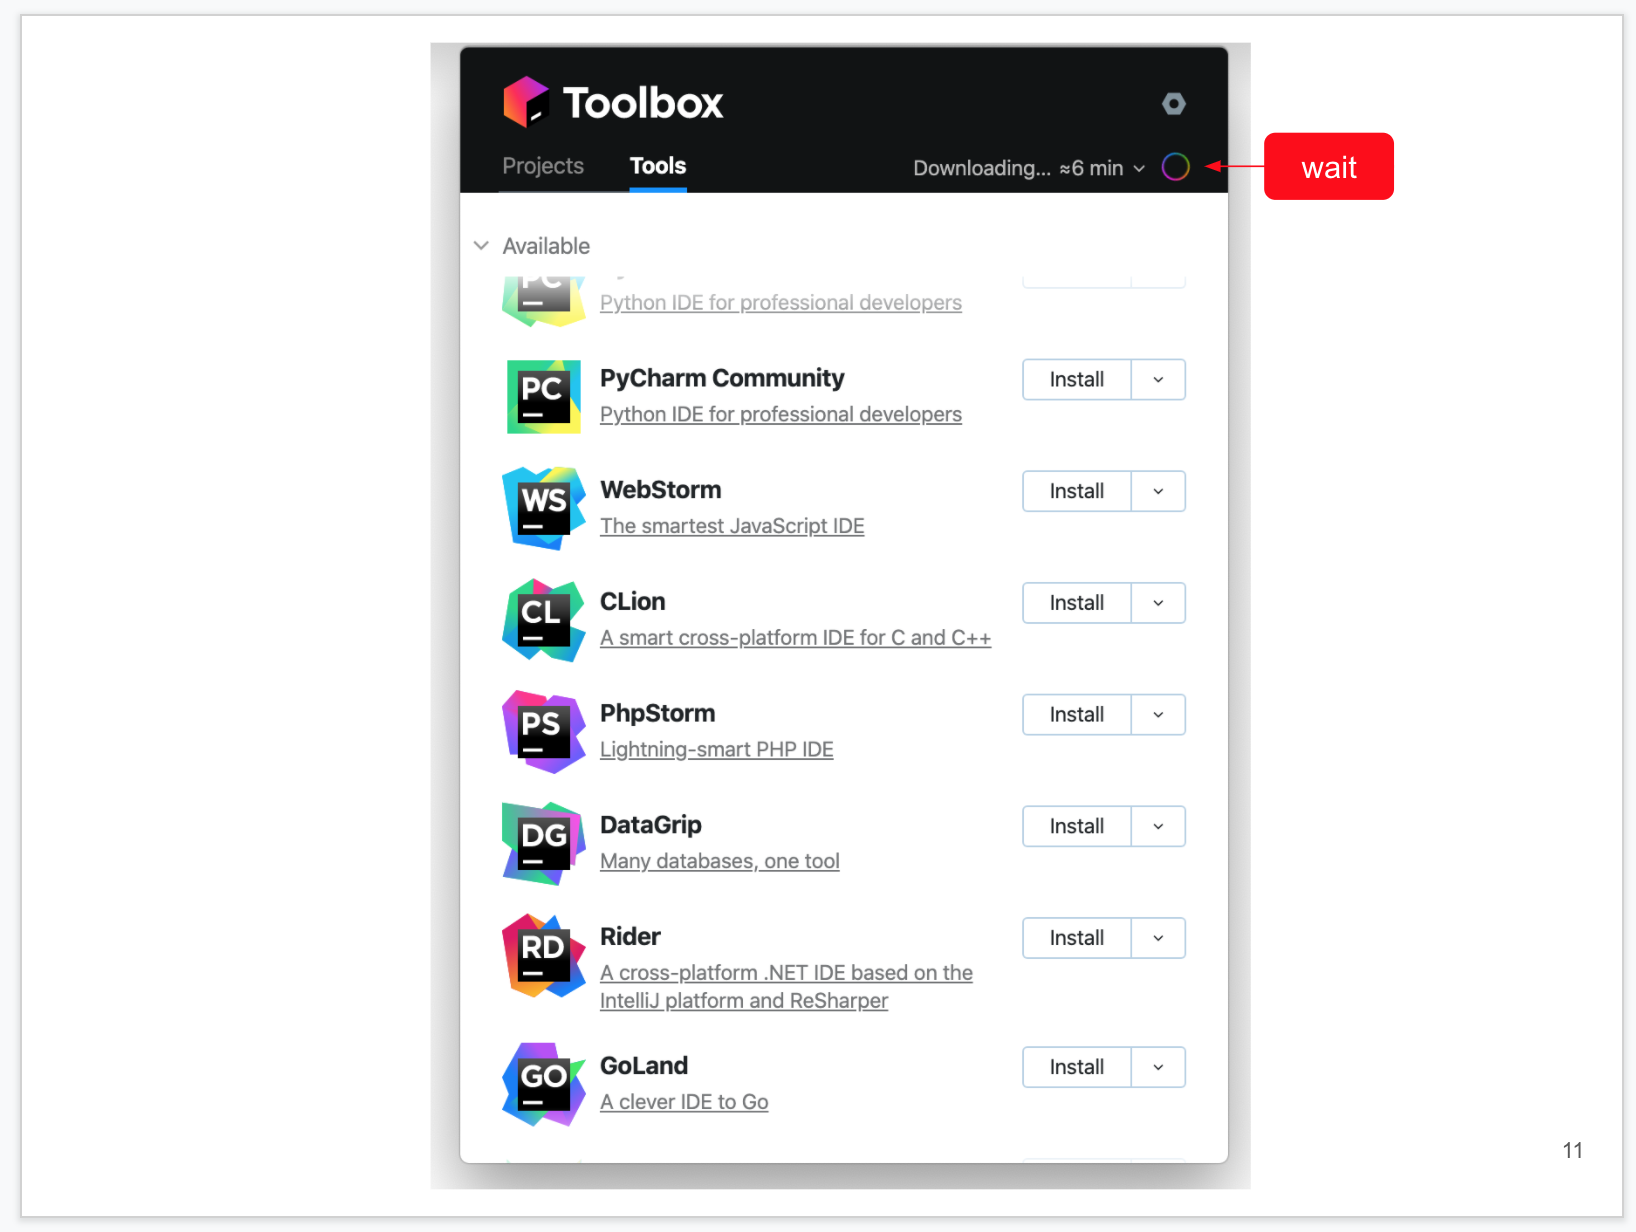 Toolbox
Projects Tools Downloading... ≈6 min
wait
Available
PC
Python IDE for professional developers
PC
PyCharm Community
Install
Python IDE for professional developers
WS
WebStorm
Install
The smartest JavaScript IDE
CL
CLion
Install
A smart cross-platform IDE for C and C++
PS
PhpStorm
Install
Lightning-smart PHP IDE
DG
DataGrip
Install
Many databases, one tool
RD
Rider
Install
A cross-platform .NET IDE based on the
IntelliJ platform and ReSharper
GO
GoLand
Install
A clever IDE to Go
11